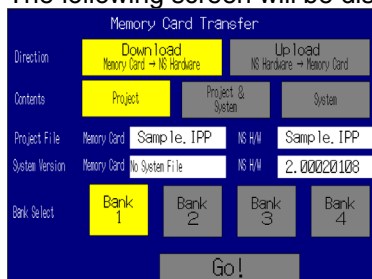 The following screen will be dis
Memory Card Transfer
Direction
Download
Memory Card → NS Hardware
Upload
NS Hardware → Memory Card
Contents
Project
Project &
System
System
Project File Memory Card Sample.IPP NS H/W Sample.IPP
System Version Memory Card No System File NS H/W 2.00020108
Bank Select
Bank
1
Bank
2
Bank
3
Bank
4
Go!